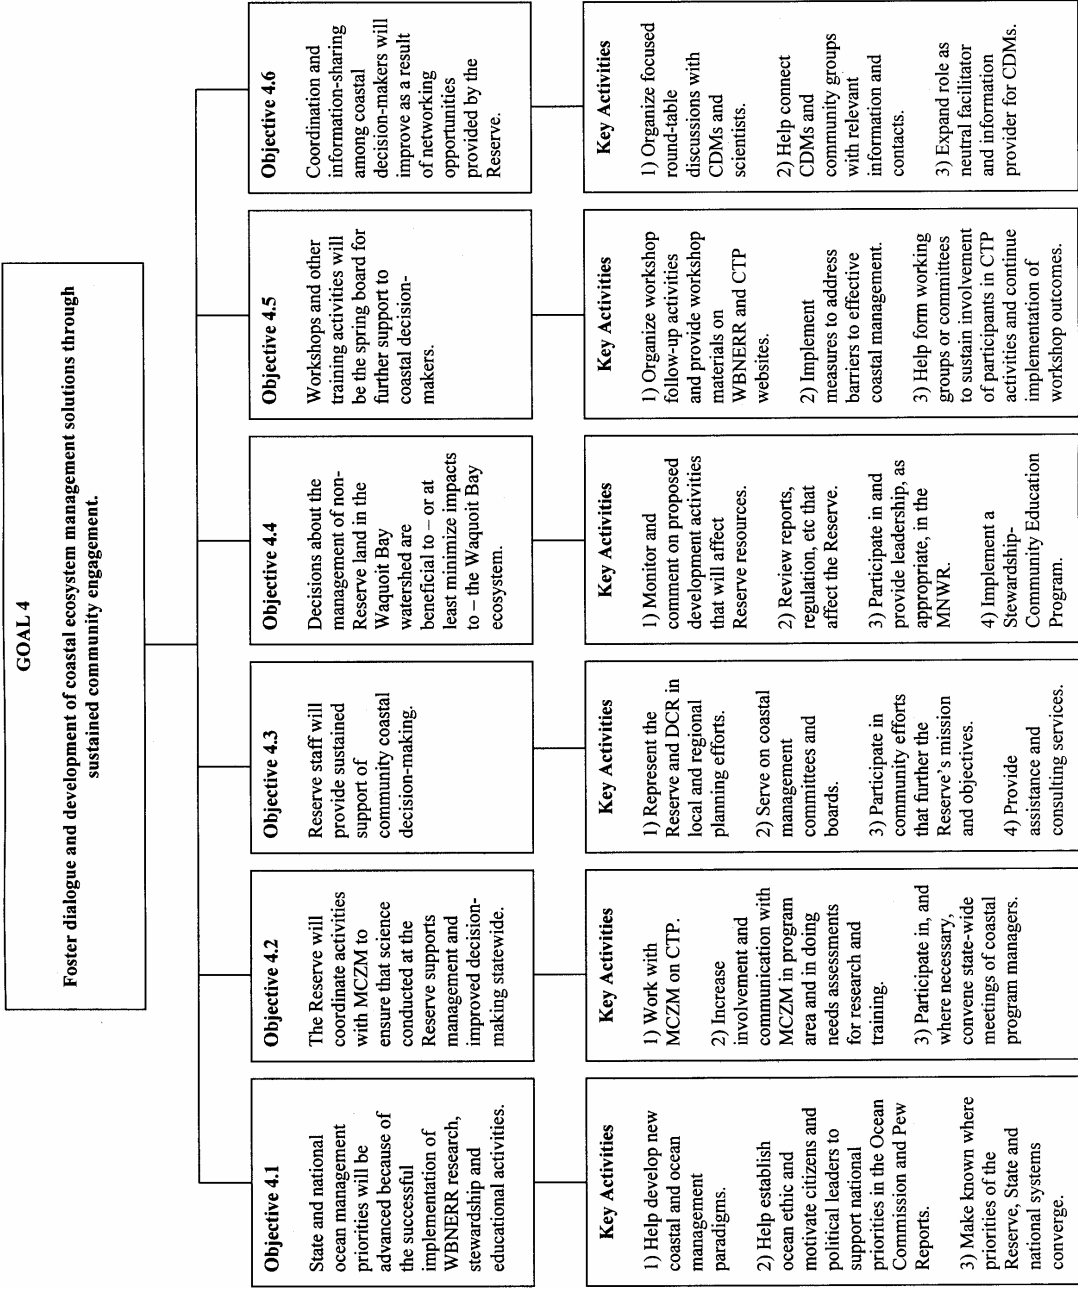 GOAL 4
Foster dialogue and development of coastal ecosystem management solutions through
sustained community engagement.
Objective 4.1
State and national
ocean management
priorities will be
advanced because of
the successful
implementation of
WBNERR research,
stewardship and
educational activities.
Key Activities
1) Help develop new
coastal and ocean
management
paradigms.
2) Help establish
ocean ethic and
motivate citizens and
political leaders to
support national
priorities in the Ocean
Commission and Pew
Reports.
3) Make known where
priorities of the
Reserve, State and
national systems
converge.
Objective 4.2
The Reserve will
coordinate activities
with MCZM to
ensure that science
conducted at the
Reserve supports
management and
improved decision-
making statewide.
Key Activities
1) Work with
MCZM on CTP.
2) Increase
involvement and
communication with
MCZM in program
area and in doing
needs assessments
for research and
training.
3) Participate in, and
where necessary,
convene state-wide
meetings of coastal
program managers.
Objective 4.3
Reserve staff will
provide sustained
support of
community coastal
decision-making.
Key Activities
1) Represent the
Reserve and DCR in
local and regional
planning efforts.
2) Serve on coastal
management
committees and
boards.
3) Participate in
community efforts
that further the
Reserve's mission
and objectives.
4) Provide
assistance and
consulting services.
Objective 4.4
Decisions about the
management of non-
Reserve land in the
Waquoit Bay
watershed are
beneficial to – or at
least minimize impacts
to – the Waquoit Bay
ecosystem.
Key Activities
1) Monitor and
comment on proposed
development activities
that will affect
Reserve resources.
2) Review reports,
regulation, etc that
affect the Reserve.
3) Participate in and
provide leadership, as
appropriate, in the
MNWR.
4) Implement a
Stewardship-
Community Education
Program.
Objective 4.5
Workshops and other
training activities will
be the spring board for
further support to
coastal decision-
makers.
Key Activities
1) Organize workshop
follow-up activities
and provide workshop
materials on
WBNERR and CTP
websites.
2) Implement
measures to address
barriers to effective
coastal management.
3) Help form working
groups or committees
to sustain involvement
of participants in CTP
activities and continue
implementation of
workshop outcomes.
Objective 4.6
Coordination and
information-sharing
among coastal
decision-makers will
improve as a result
of networking
opportunities
provided by the
Reserve.
Key Activities
1) Organize focused
round-table
discussions with
CDMs and
scientists.
2) Help connect
CDMs and
community groups
with relevant
information and
contacts.
3) Expand role as
neutral facilitator
and information
provider for CDMs.